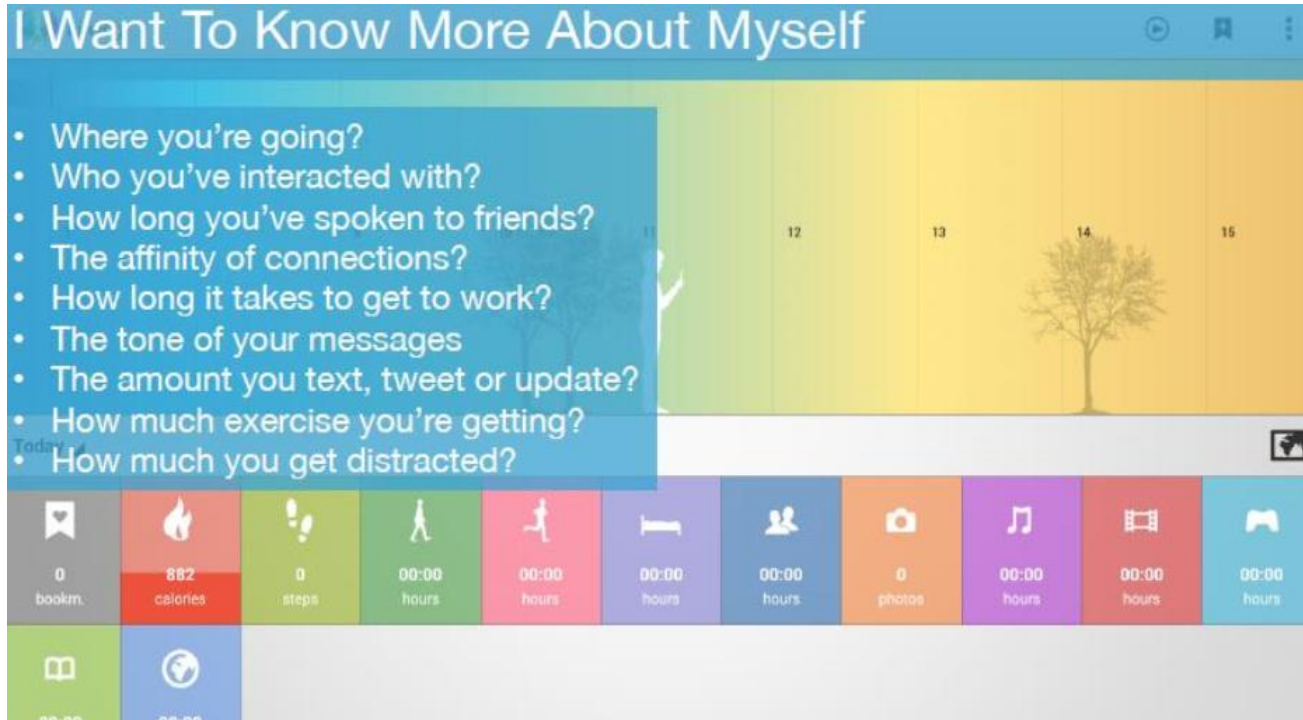 I Want To Know More About Myself
• Where you're going?
• Who you've interacted with?
• How long you've spoken to friends?
• The affinity of connections?
• How long it takes to get to work?
• The tone of your messages
• The amount you text, tweet or update?
• How much exercise you're getting?
• How much you get distracted?
11 12 13 14 15
Today
0 882 0 00:00 00:00 00:00 00:00 0 00:00 00:00 00:00
bookm. calories steps hours hours hours hours photos hours hours hours